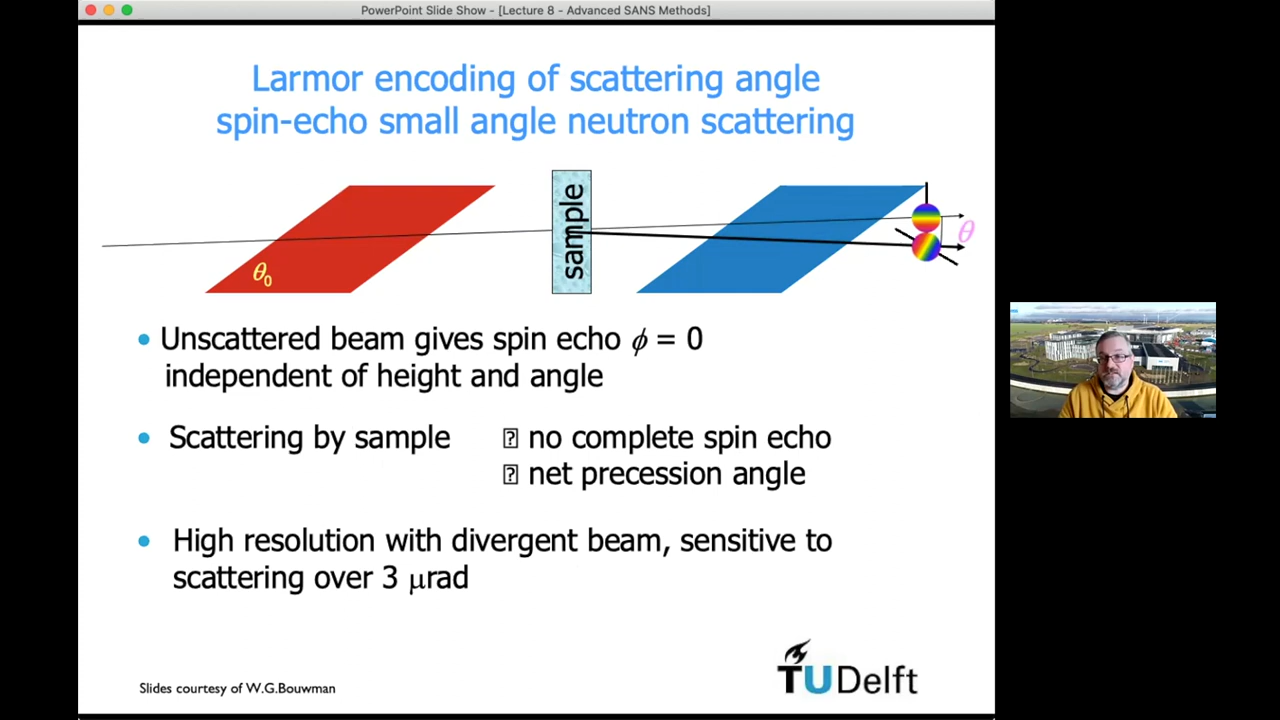 PowerPoint Slide Show - [Lecture 8 - Advanced SANS Methods]
Larmor encoding of scattering angle
spin-echo small angle neutron scattering
sample
θ
θ₀
• Unscattered beam gives spin echo ϕ = 0
independent of height and angle
• Scattering by sample ⍰ no complete spin echo
⍰ net precession angle
• High resolution with divergent beam, sensitive to
scattering over 3 μrad
Slides courtesy of W.G.Bouwman
TUDelft